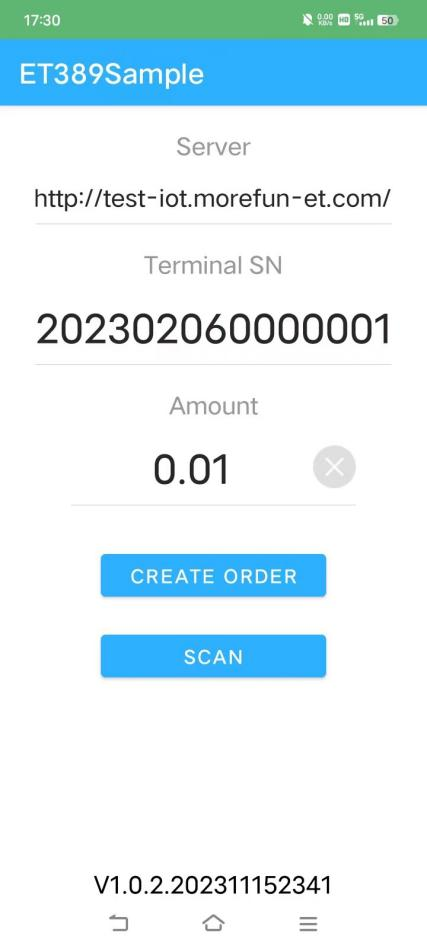 17:30
0.00
KB/s
HD
5G
50
ET389Sample
Server
http://test-iot.morefun-et.com/
Terminal SN
202302060000001
Amount
0.01
CREATE ORDER
SCAN
V1.0.2.202311152341